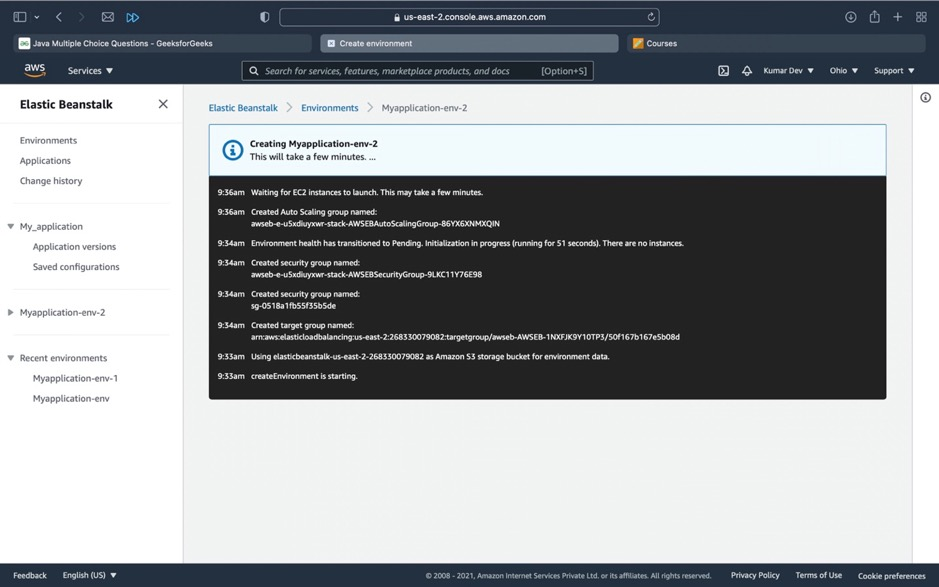 us-east-2.console.aws.amazon.com
Java Multiple Choice Questions - GeeksforGeeks
Create environment
Courses
aws
Services
Search for services, features, marketplace products, and docs
[Option+S]
Kumar Dev
Ohio
Support
Elastic Beanstalk
Environments
Applications
Change history
My_application
Application versions
Saved configurations
Myapplication-env-2
Recent environments
Myapplication-env-1
Myapplication-env
Elastic Beanstalk > Environments > Myapplication-env-2
Creating Myapplication-env-2
This will take a few minutes. ...
9:36am Waiting for EC2 instances to launch. This may take a few minutes.
9:36am Created Auto Scaling group named:
awseb-e-u5xdiuyxwr-stack-AWSEBAutoScalingGroup-86YX6XNMXQIN
9:34am Environment health has transitioned to Pending. Initialization in progress (running for 51 seconds). There are no instances.
9:34am Created security group named:
awseb-e-u5xdiuyxwr-stack-AWSEBSecurityGroup-9LKC11Y76E98
9:34am Created security group named:
sg-0518a1fb55f35b5de
9:34am Created target group named:
arn:aws:elasticloadbalancing:us-east-2:268330079082:targetgroup/awseb-AWSEB-1NXFJK9Y10TP3/50f167b167e5b08d
9:33am Using elasticbeanstalk-us-east-2-268330079082 as Amazon S3 storage bucket for environment data.
9:33am createEnvironment is starting.
Feedback
English (US)
© 2008 - 2021, Amazon Internet Services Private Ltd. or its affiliates. All rights reserved.
Privacy Policy
Terms of Use
Cookie preferences